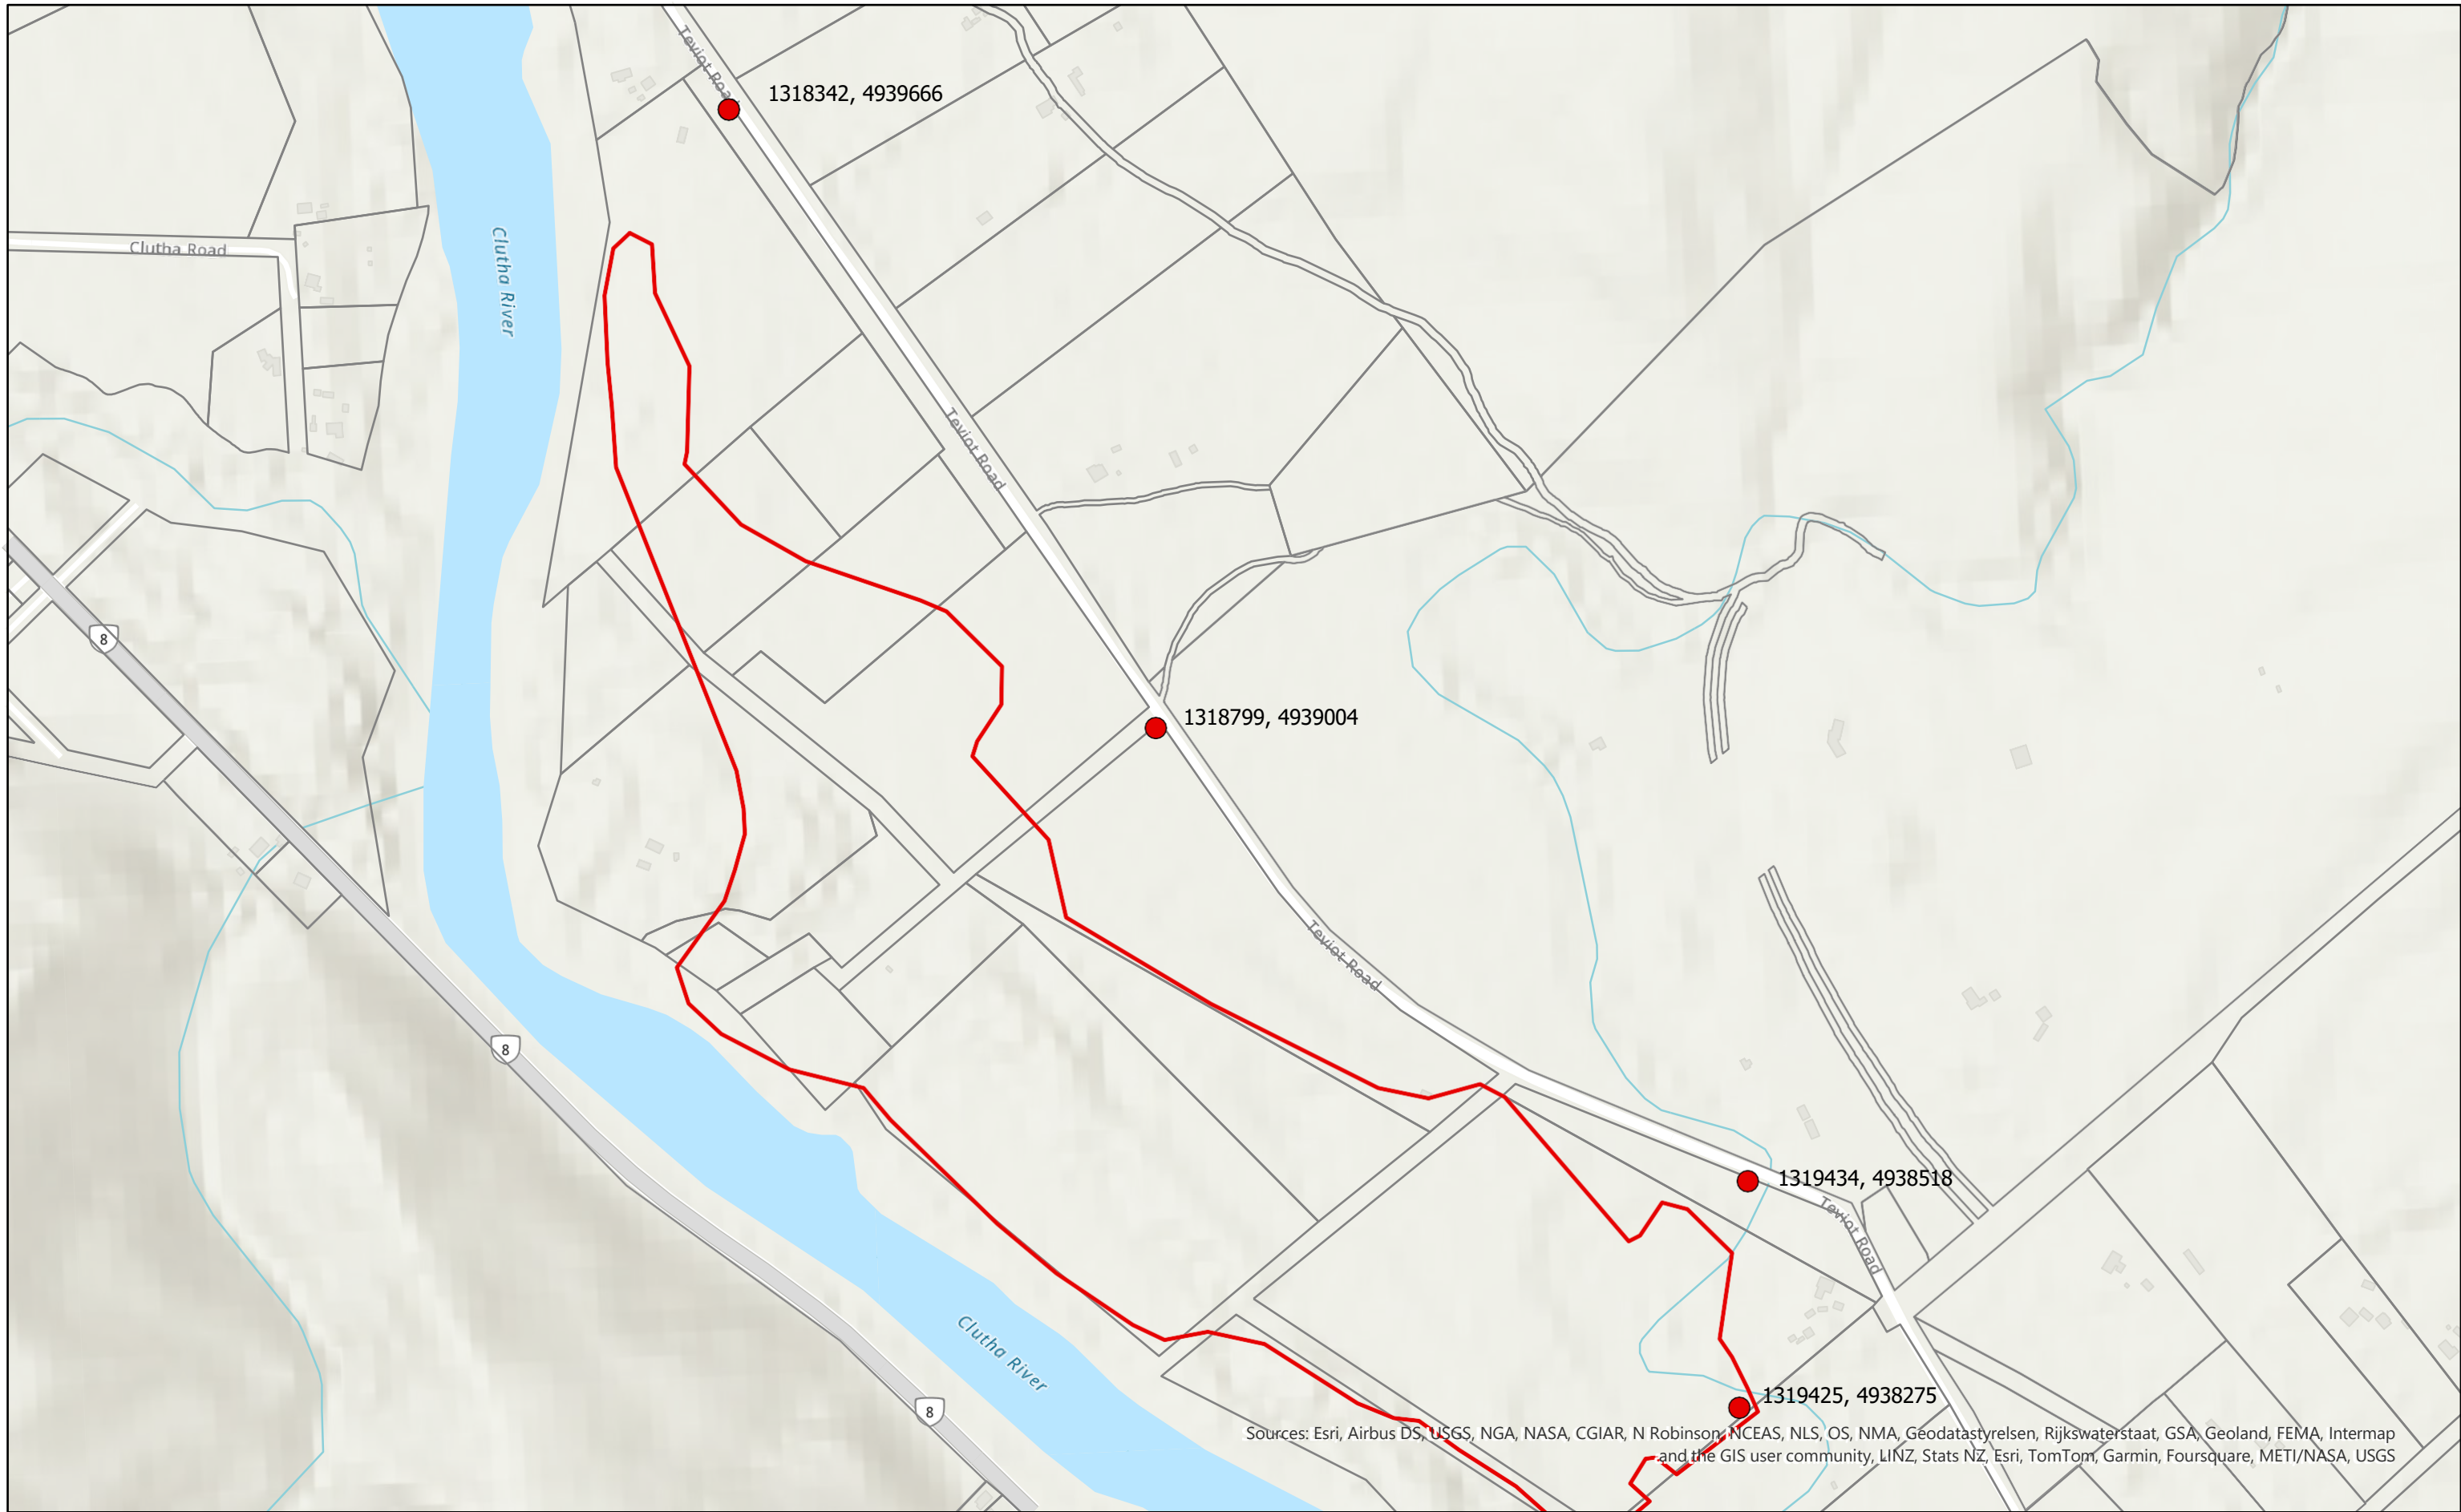 Teviot Road
1318342, 4939666
Clutha Road
Clutha River
Teviot Road
8
1318799, 4939004
Teviot Road
8
1319434, 4938518
Teviot Road
Clutha River
8
1319425, 4938275
Sources: Esri, Airbus DS, USGS, NGA, NASA, CGIAR, N Robinson, NCEAS, NLS, OS, NMA, Geodatastyrelsen, Rijkswaterstaat, GSA, Geoland, FEMA, Intermap
and the GIS user community, LINZ, Stats NZ, Esri, TomTom, Garmin, Foursquare, METI/NASA, USGS